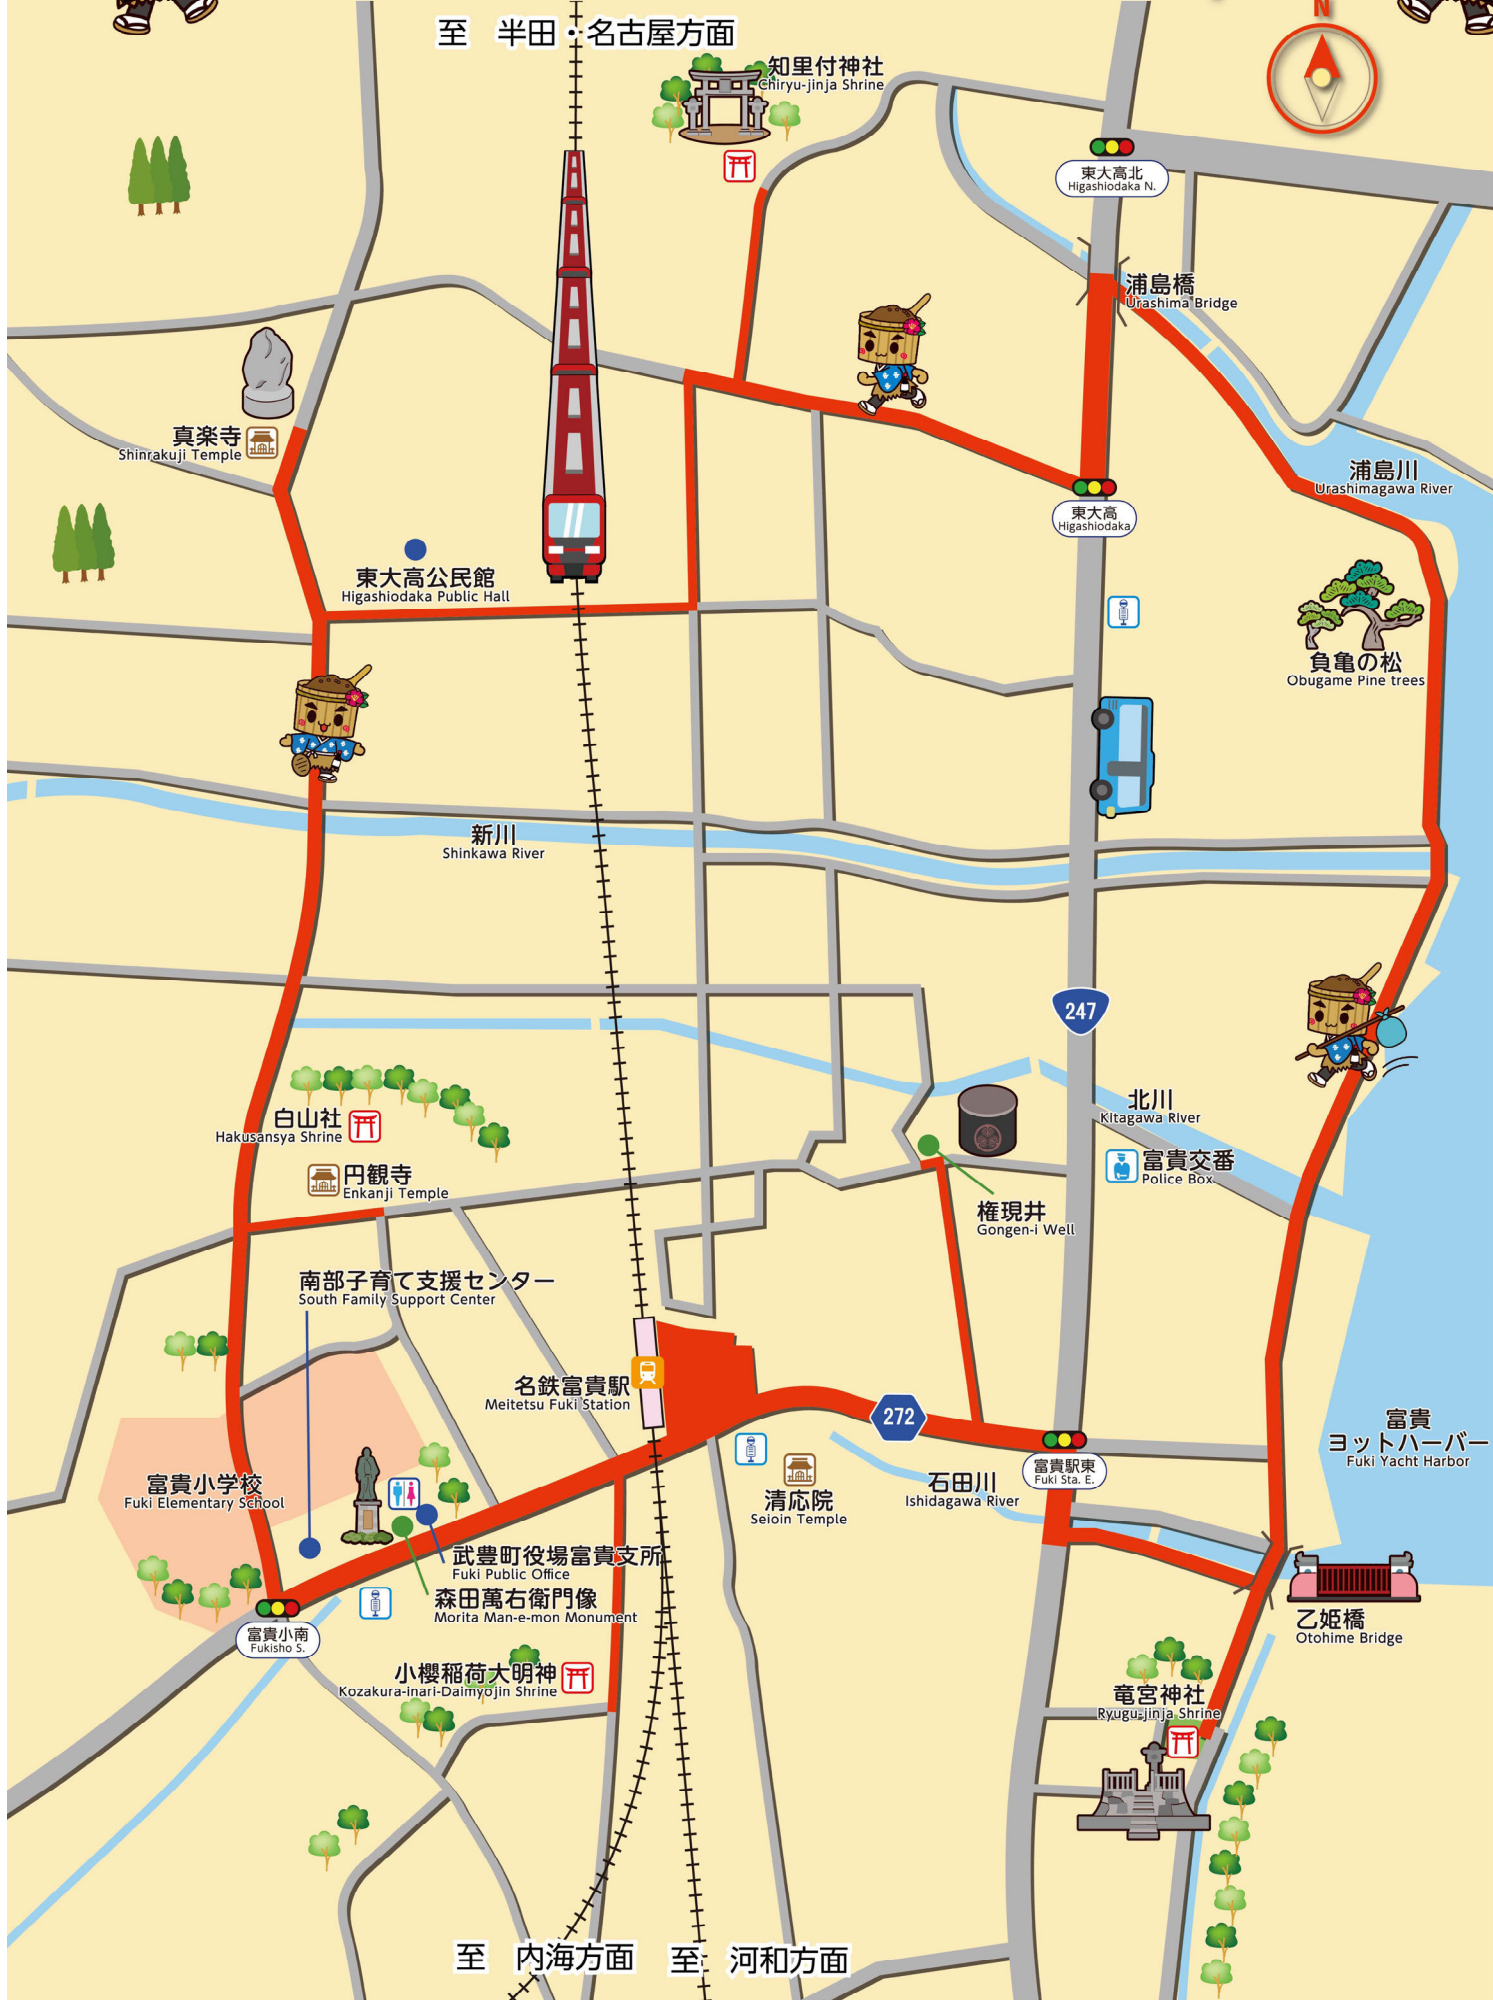 至 半田・名古屋方面
N
知里付神社
Chiryu-jinja Shrine
東大高北
Higashiodaka N.
浦島橋
Urashima Bridge
真楽寺
Shinrakuji Temple
浦島川
Urashimagawa River
東大高
Higashiodaka
東大高公民館
Higashiodaka Public Hall
負亀の松
Obugame Pine trees
新川
Shinkawa River
247
北川
Kitagawa River
白山社
Hakusansya Shrine
富貴交番
Police Box
円観寺
Enkanji Temple
権現井
Gongen-i Well
南部子育て支援センター
South Family Support Center
名鉄富貴駅
Meitetsu Fuki Station
272
富貴
ヨットハーバー
Fuki Yacht Harbor
富貴小学校
Fuki Elementary School
富貴駅東
Fuki Sta. E.
石田川
Ishidagawa River
清応院
Seioin Temple
武豊町役場富貴支所
Fuki Public Office
森田萬右衛門像
Morita Man-e-mon Monument
乙姫橋
Otohime Bridge
富貴小南
Fukisho S.
小櫻稲荷大明神
Kozakura-inari-Daimyojin Shrine
竜宮神社
Ryugu-jinja Shrine
至 内海方面
至 河和方面